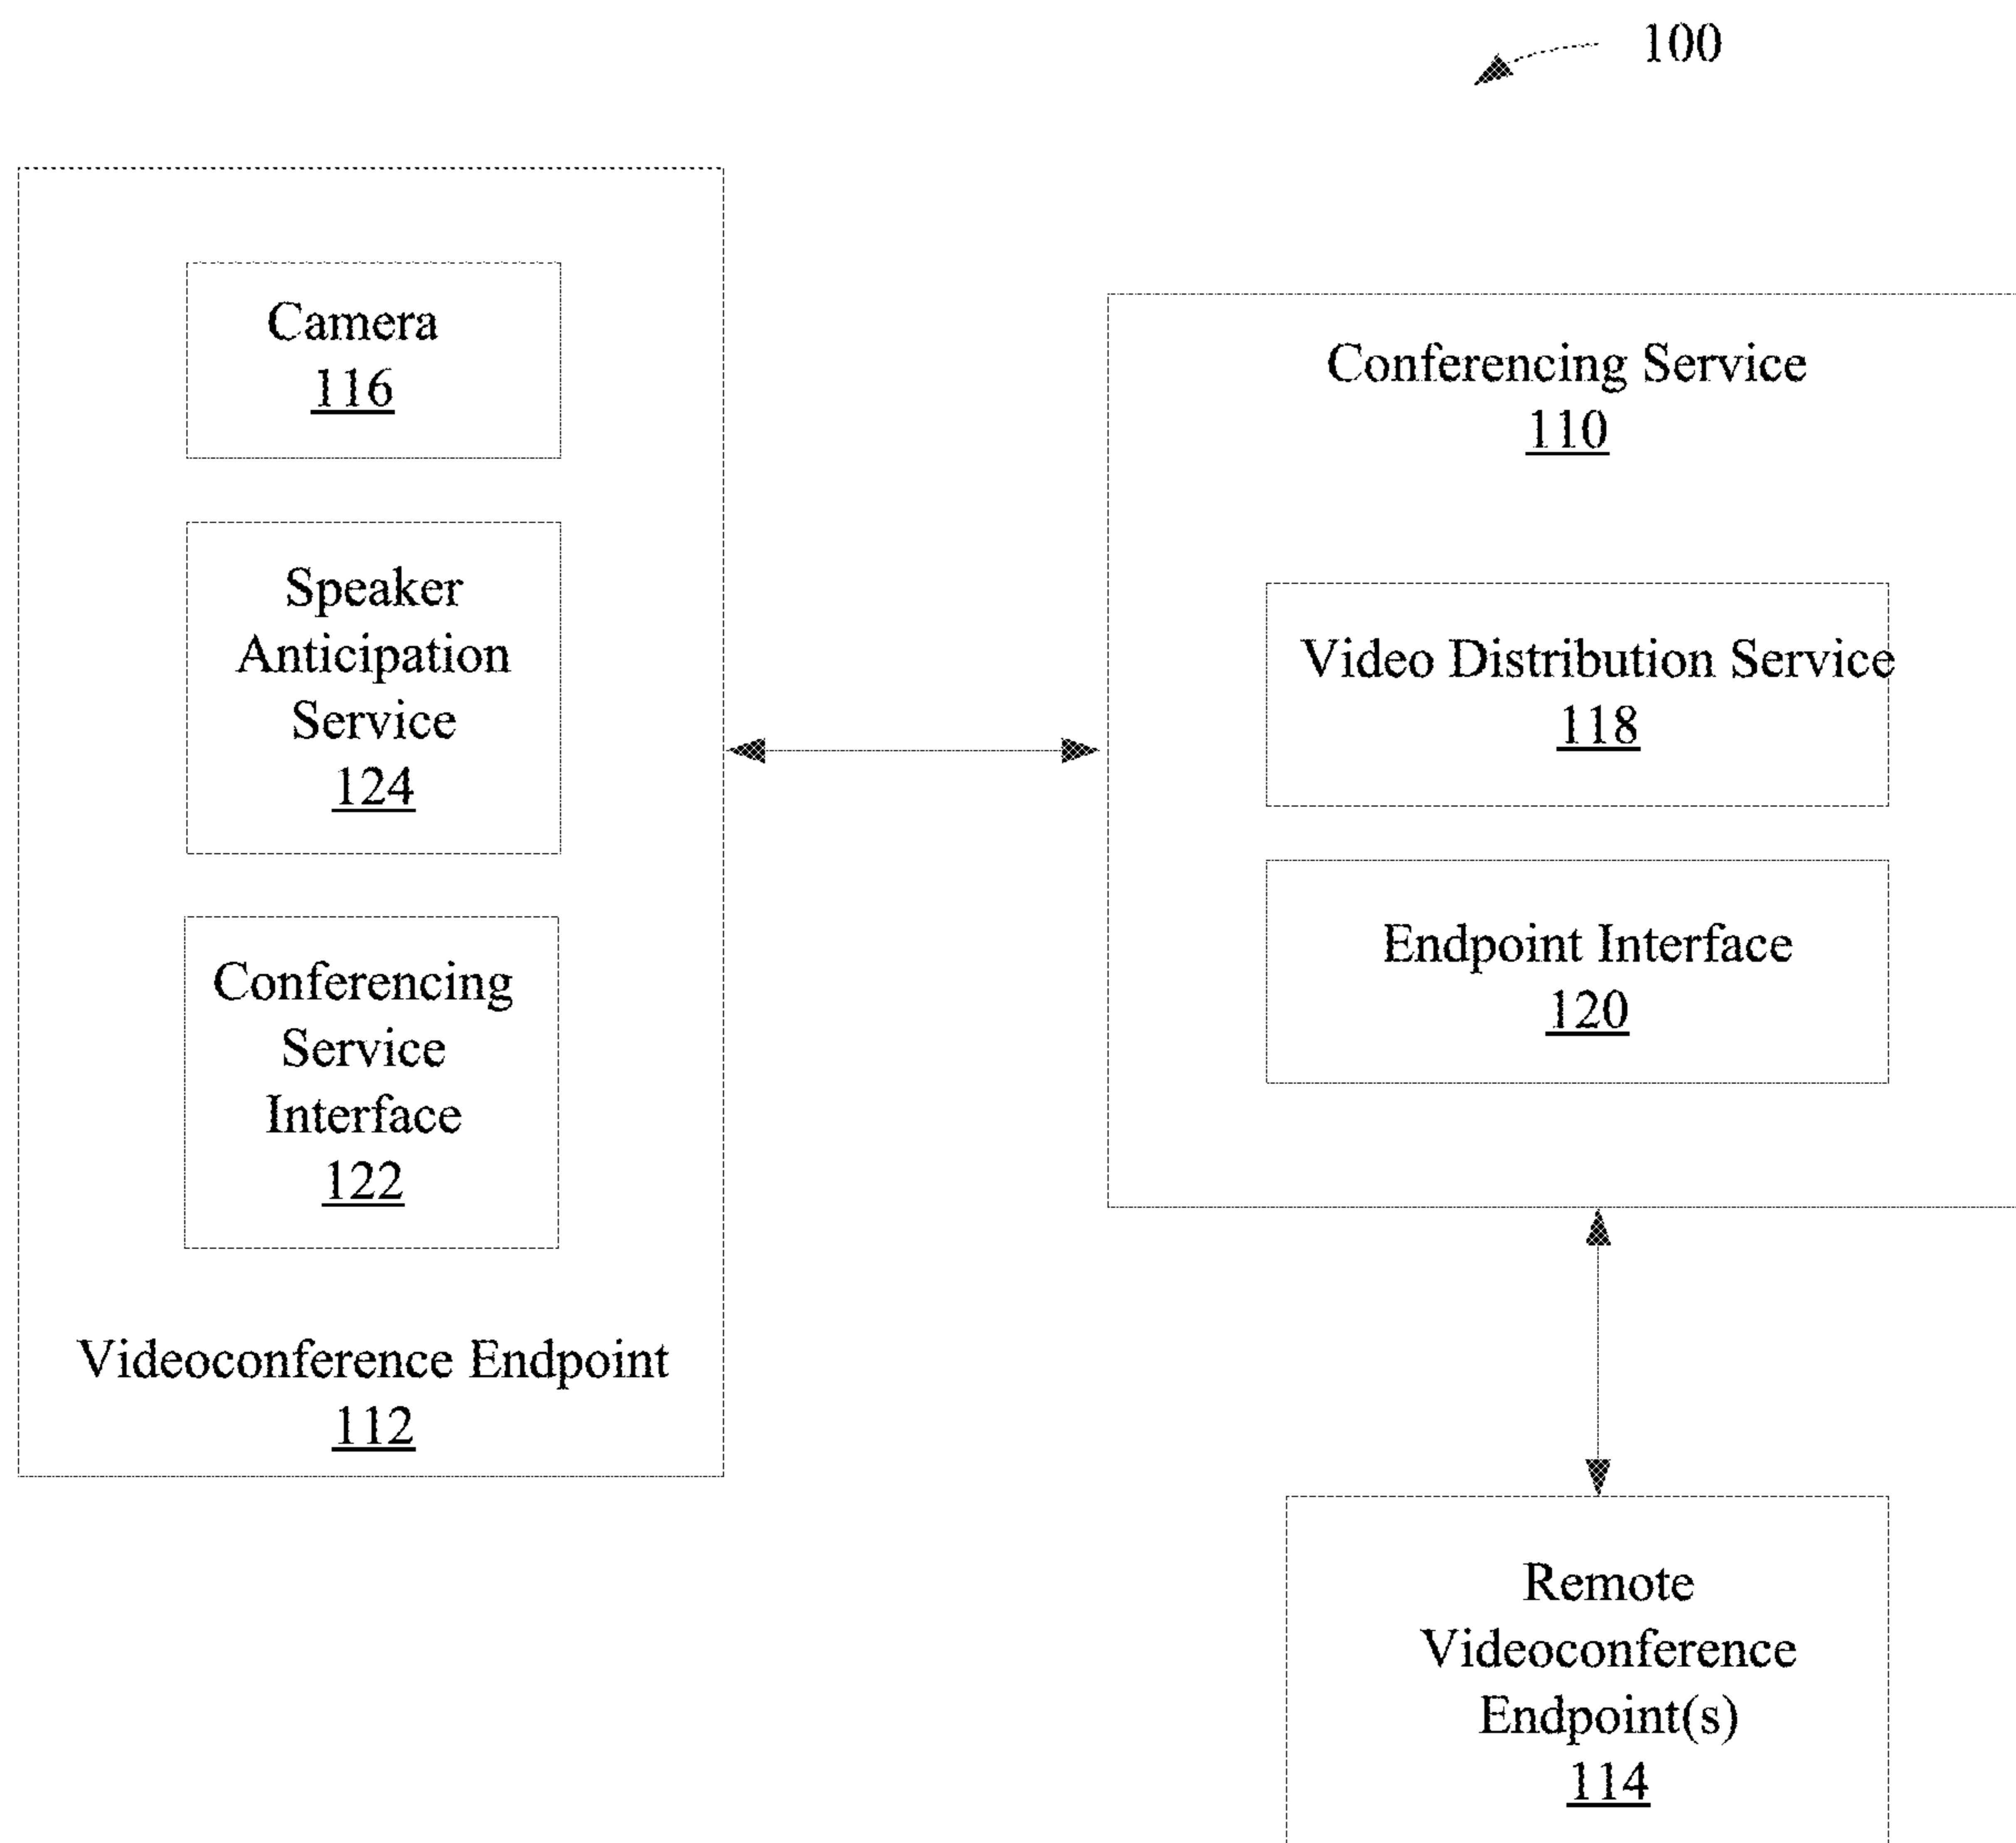 100
Camera
116
Speaker
Anticipation
Service
124
Conferencing
Service
Interface
122
Videoconference Endpoint
112
Conferencing Service
110
Video Distribution Service
118
Endpoint Interface
120
Remote
Videoconference
Endpoint(s)
114